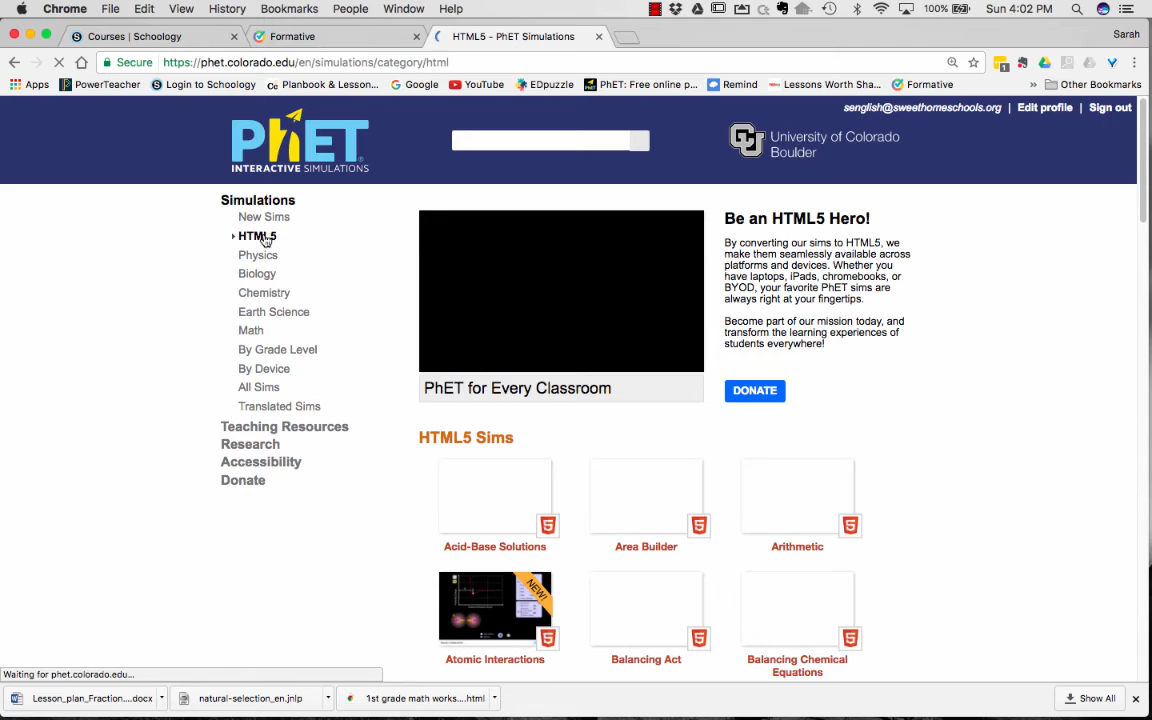 Chrome File Edit View History Bookmarks People Window Help 100% Sun 4:02 PM
Courses | Schoology Formative HTML5 - PhET Simulations Sarah
Secure https://phet.colorado.edu/en/simulations/category/html
Apps PowerTeacher Login to Schoology Planbook & Lesson... Google YouTube EDpuzzle PhET: Free online p... Remind Lessons Worth Sha... Formative » Other Bookmarks
senglish@sweethomeschools.org | Edit profile | Sign out
PhET
INTERACTIVE SIMULATIONS
CU University of Colorado
Boulder
Simulations
New Sims
HTML5
Physics
Biology
Chemistry
Earth Science
Math
By Grade Level
By Device
All Sims
Translated Sims
Teaching Resources
Research
Accessibility
Donate
PhET for Every Classroom
Be an HTML5 Hero!
By converting our sims to HTML5, we
make them seamlessly available across
platforms and devices. Whether you
have laptops, iPads, chromebooks, or
BYOD, your favorite PhET sims are
always right at your fingertips.
Become part of our mission today, and
transform the learning experiences of
students everywhere!
DONATE
HTML5 Sims
Acid-Base Solutions Area Builder Arithmetic
NEW!
Atomic Interactions Balancing Act Balancing Chemical
Equations
Waiting for phet.colorado.edu...
Lesson_plan_Fraction....docx natural-selection_en.jnlp 1st grade math works....html Show All